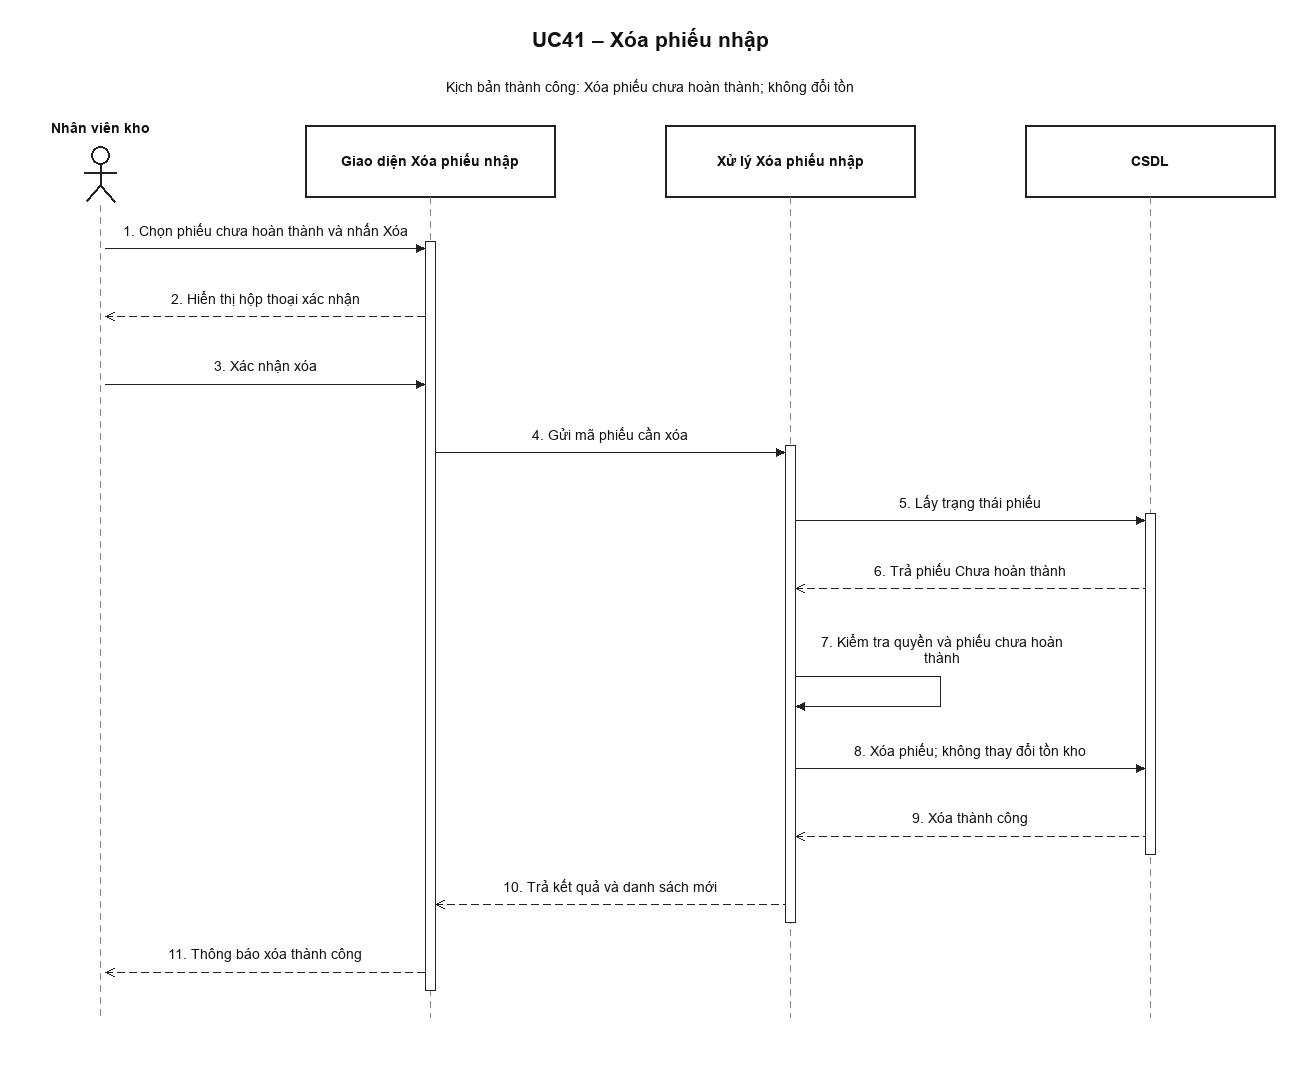 UC41 – Xóa phiếu nhập
Kịch bản thành công: Xóa phiếu chưa hoàn thành; không đổi tồn
Nhân viên kho
Giao diện Xóa phiếu nhập
Xử lý Xóa phiếu nhập
CSDL
1. Chọn phiếu chưa hoàn thành và nhấn Xóa
2. Hiển thị hộp thoại xác nhận
3. Xác nhận xóa
4. Gửi mã phiếu cần xóa
5. Lấy trạng thái phiếu
6. Trả phiếu Chưa hoàn thành
7. Kiểm tra quyền và phiếu chưa hoàn
thành
8. Xóa phiếu; không thay đổi tồn kho
9. Xóa thành công
10. Trả kết quả và danh sách mới
11. Thông báo xóa thành công